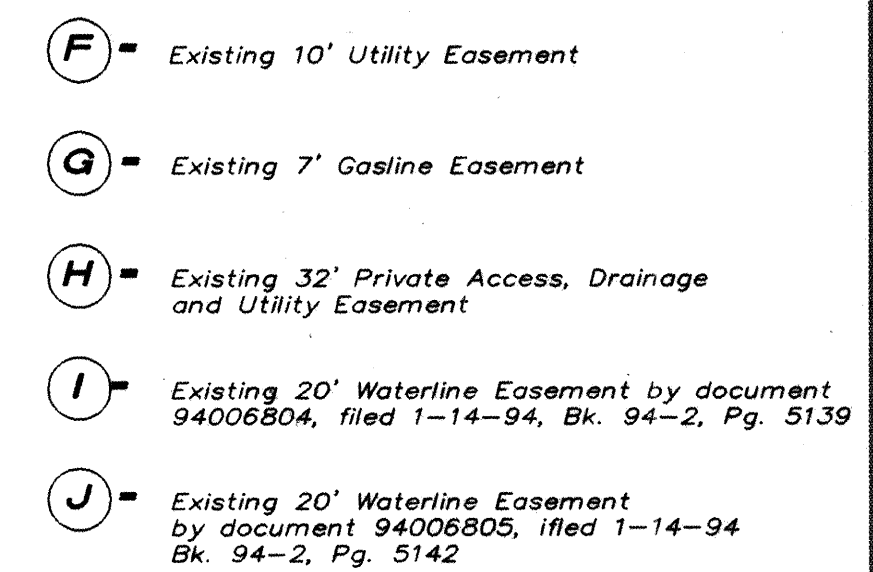 F - Existing 10' Utility Easement
G - Existing 7' Gasline Easement
H - Existing 32' Private Access, Drainage
and Utility Easement
I - Existing 20' Waterline Easement by document
94006804, filed 1-14-94, Bk. 94-2, Pg. 5139
J - Existing 20' Waterline Easement
by document 94006805, ifled 1-14-94
Bk. 94-2, Pg. 5142